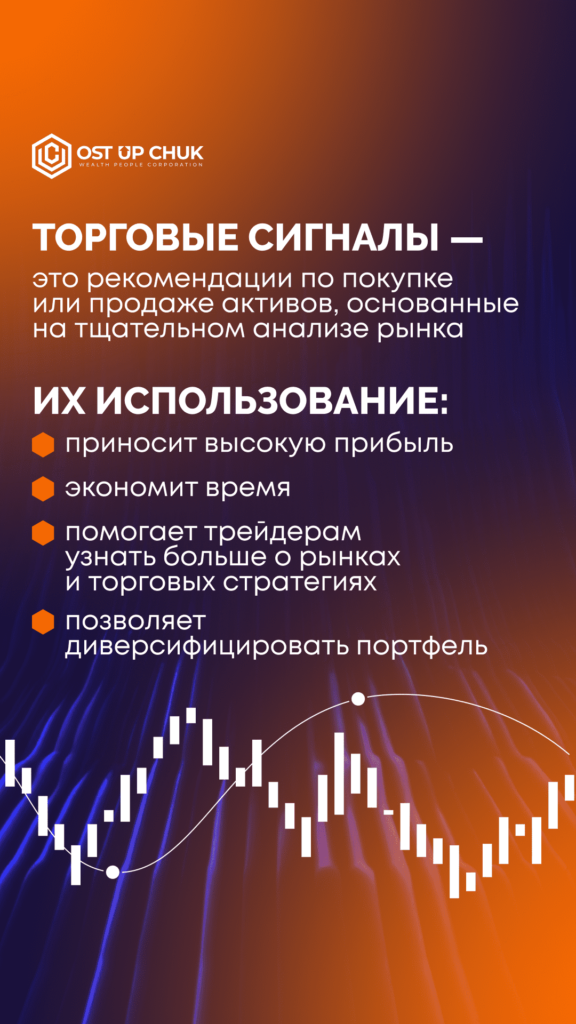 OST UP CHUK
WEALTH PEOPLE CORPORATION
ТОРГОВЫЕ СИГНАЛЫ —
это рекомендации по покупке
или продаже активов, основанные
на тщательном анализе рынка
ИХ ИСПОЛЬЗОВАНИЕ:
приносит высокую прибыль
экономит время
помогает трейдерам
узнать больше о рынках
и торговых стратегиях
позволяет
диверсифицировать портфель